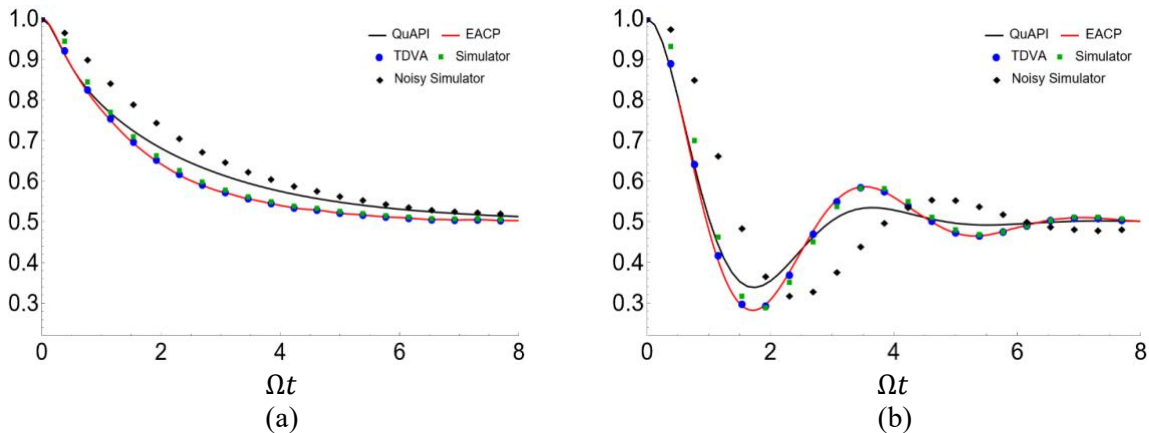 1.0
0.9
0.8
0.7
0.6
0.5
0.4
0.3
QuAPI EACP
TDVA Simulator
Noisy Simulator
0 2 4 6 8
Ωt
(a)
1.0
0.9
0.8
0.7
0.6
0.5
0.4
0.3
QuAPI EACP
TDVA Simulator
Noisy Simulator
0 2 4 6 8
Ωt
(b)